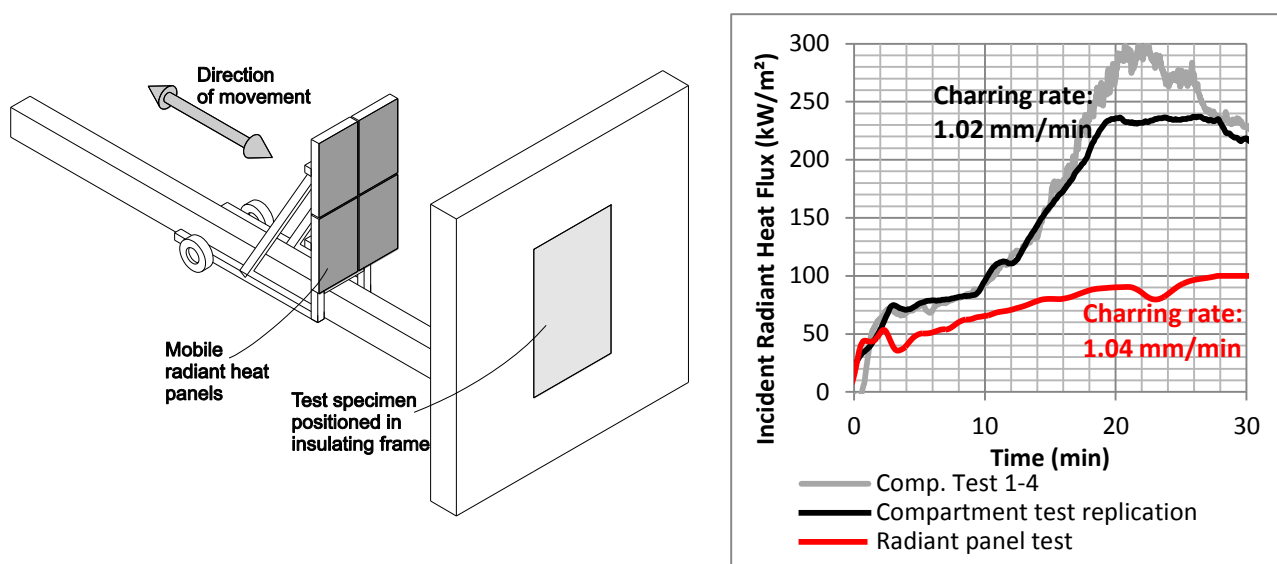 Direction
of movement
Mobile
radiant heat
panels
Test specimen
positioned in
insulating frame
Incident Radiant Heat Flux (kW/m²)
300
250
200
150
100
50
0
Charring rate:
1.02 mm/min
Charring rate:
1.04 mm/min
0
10
20
30
Time (min)
Comp. Test 1-4
Compartment test replication
Radiant panel test